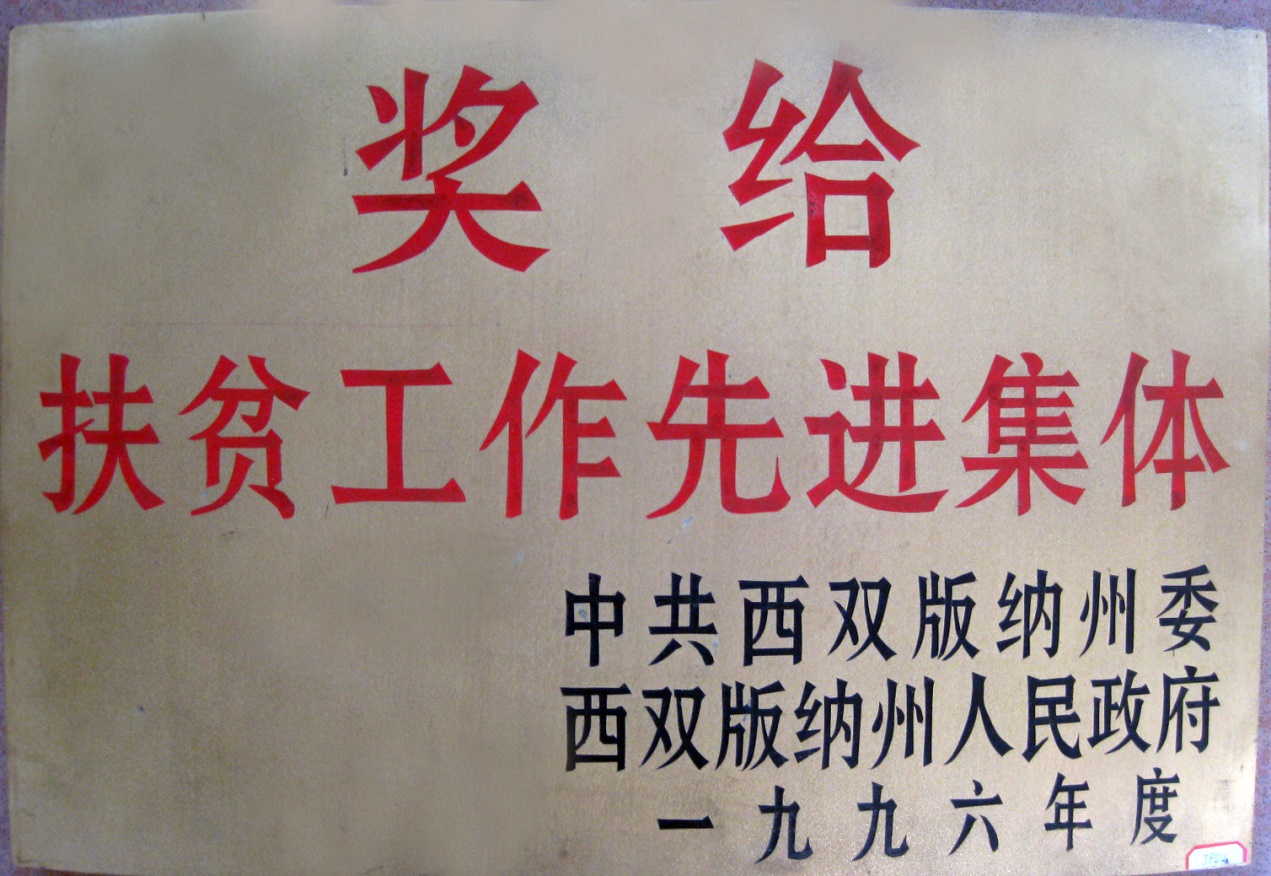 奖给
扶贫工作先进集体
中共西双版纳州委
西双版纳州人民政府
一九九六年度